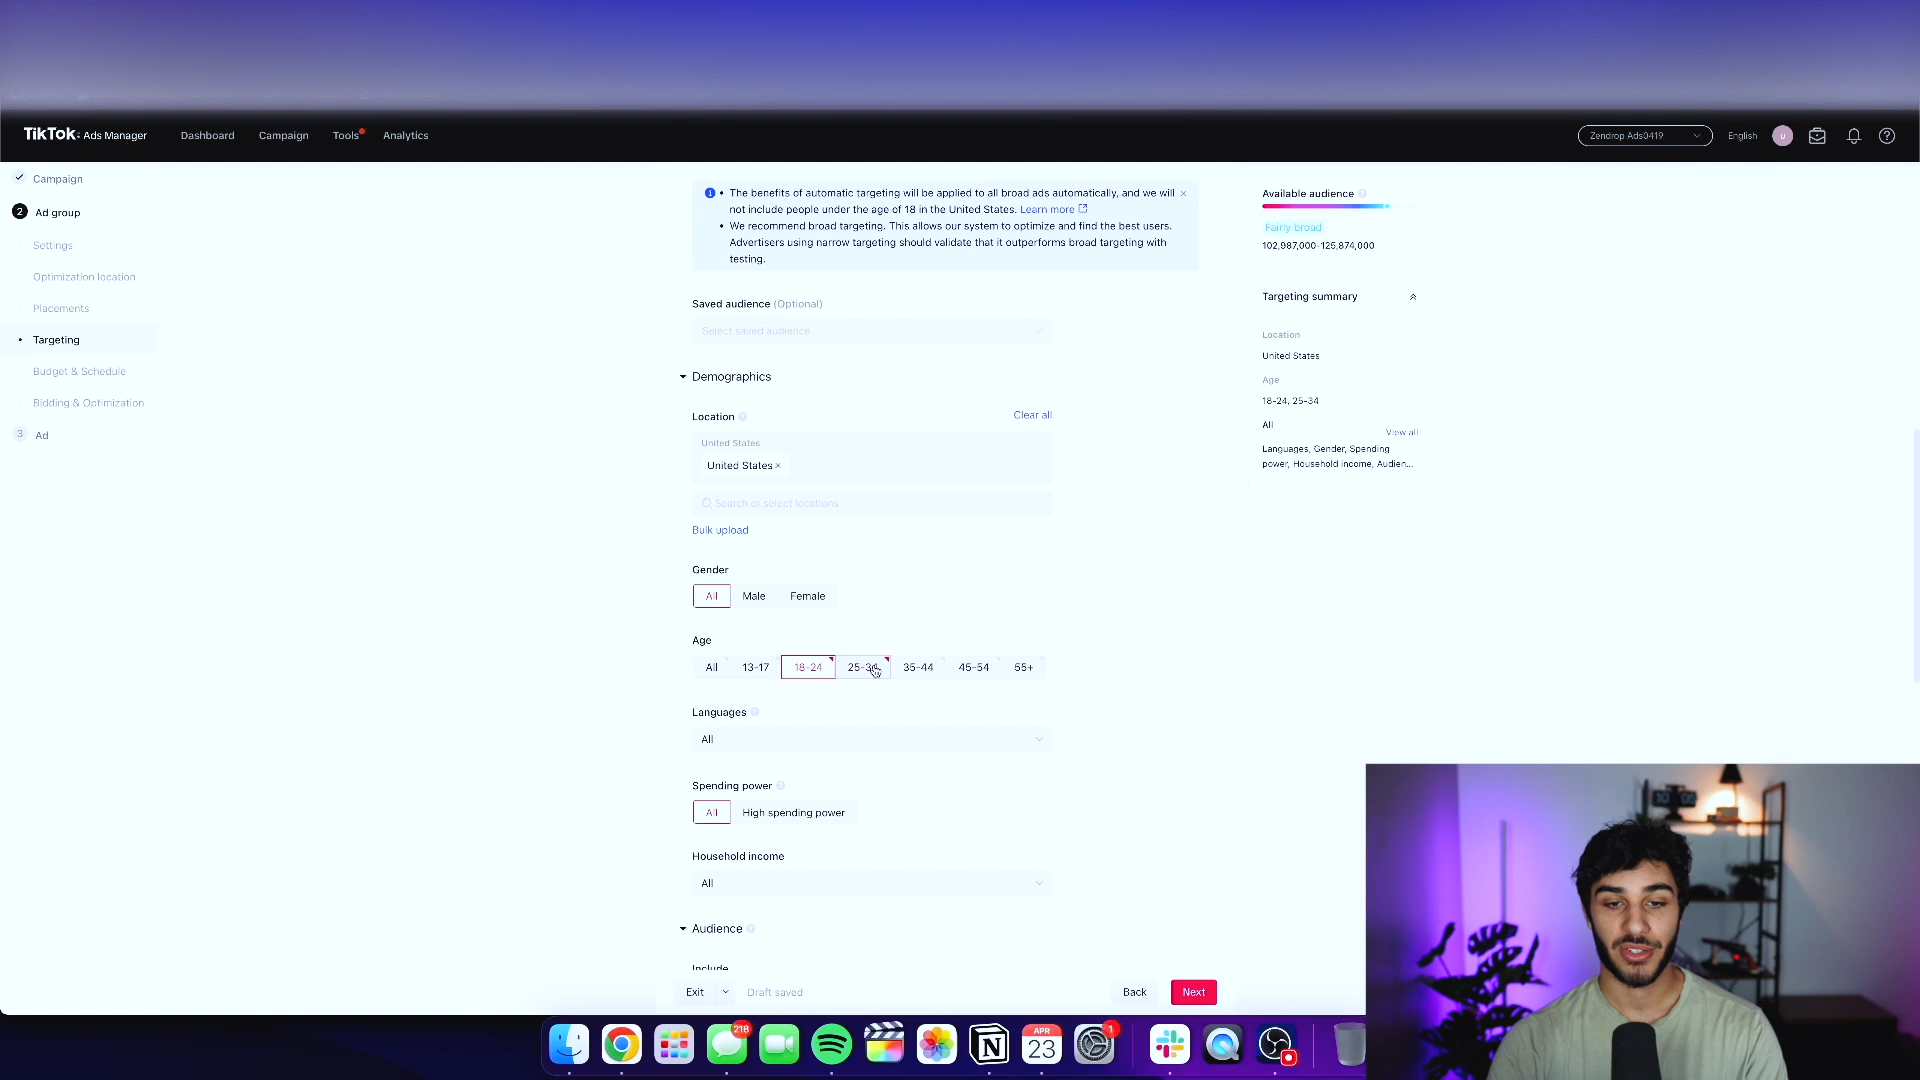 TikTok: Ads Manager
Dashboard
Campaign
Tools
Analytics
Zendrop Ads0419
English
U
Campaign
2 Ad group
Settings
Optimization location
Placements
Targeting
Budget & Schedule
Bidding & Optimization
3 Ad
• The benefits of automatic targeting will be applied to all broad ads automatically, and we will
not include people under the age of 18 in the United States. Learn more
• We recommend broad targeting. This allows our system to optimize and find the best users.
Advertisers using narrow targeting should validate that it outperforms broad targeting with
testing.
Saved audience (Optional)
Select saved audience
Demographics
Location
Clear all
United States
United States ×
Search or select locations
Bulk upload
Gender
All Male Female
Age
All 13-17 18-24 25-34 35-44 45-54 55+
Languages
All
Spending power
All High spending power
Household income
All
Audience
Include
Exit
Draft saved
Back
Next
Available audience
Fairly broad
102,987,000-125,874,000
Targeting summary
Location
United States
Age
18-24, 25-34
All
View all
Languages, Gender, Spending
power, Household income, Audien...
218
APR
23
1